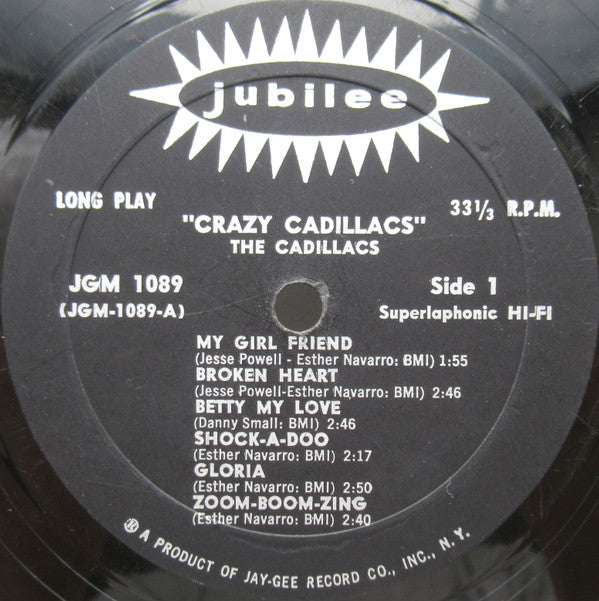 jubilee
LONG PLAY
33 1/3 R.P.M.
"CRAZY CADILLACS"
THE CADILLACS
JGM 1089
(JGM-1089-A)
Side 1
Superlaphonic HI-FI
MY GIRL FRIEND
(Jesse Powell - Esther Navarro: BMI) 1:55
BROKEN HEART
(Jesse Powell-Esther Navarro: BMI) 2:46
BETTY MY LOVE
(Danny Small: BMI) 2:46
SHOCK-A-DOO
(Esther Navarro: BMI) 2:17
GLORIA
(Esther Navarro: BMI) 2:50
ZOOM-BOOM-ZING
(Esther Navarro: BMI) 2:40
® A PRODUCT OF JAY-GEE RECORD CO., INC., N. Y.